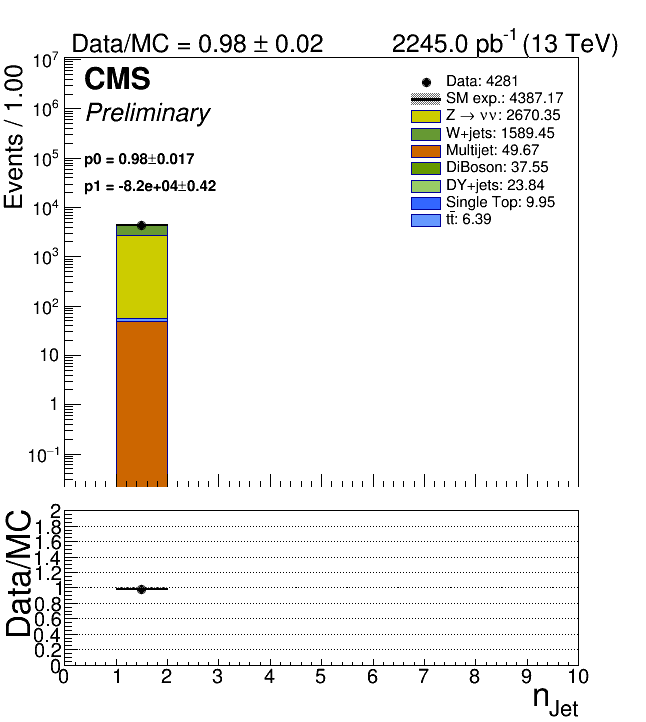 Data/MC = 0.98 ± 0.02
2245.0 pb⁻¹ (13 TeV)
Events / 1.00
10⁷
10⁶
10⁵
10⁴
10³
10²
10
1
10⁻¹
CMS
Preliminary
p0 = 0.98±0.017
p1 = -8.2e+04±0.42
Data: 4281
SM exp.: 4387.17
Z → νν: 2670.35
W+jets: 1589.45
Multijet: 49.67
DiBoson: 37.55
DY+jets: 23.84
Single Top: 9.95
tt̄: 6.39
Data/MC
2
1.8
1.6
1.4
1.2
1
0.8
0.6
0.4
0.2
0
0 1 2 3 4 5 6 7 8 9 10
n_Jet